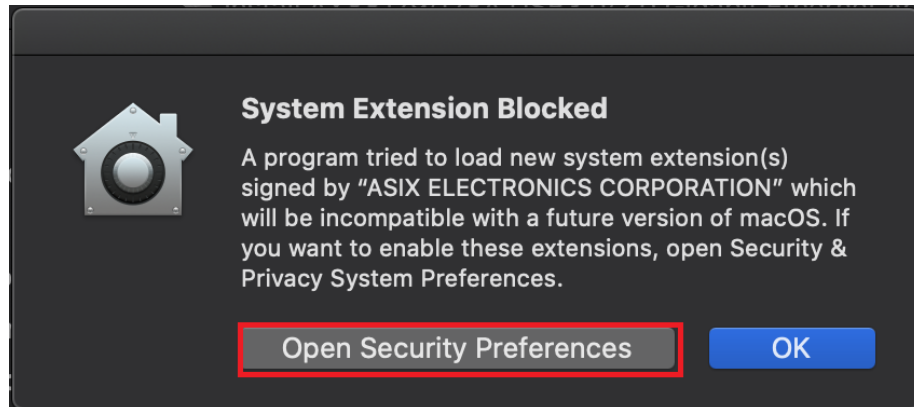 System Extension Blocked
A program tried to load new system extension(s)
signed by “ASIX ELECTRONICS CORPORATION” which
will be incompatible with a future version of macOS. If
you want to enable these extensions, open Security &
Privacy System Preferences.
Open Security Preferences
OK